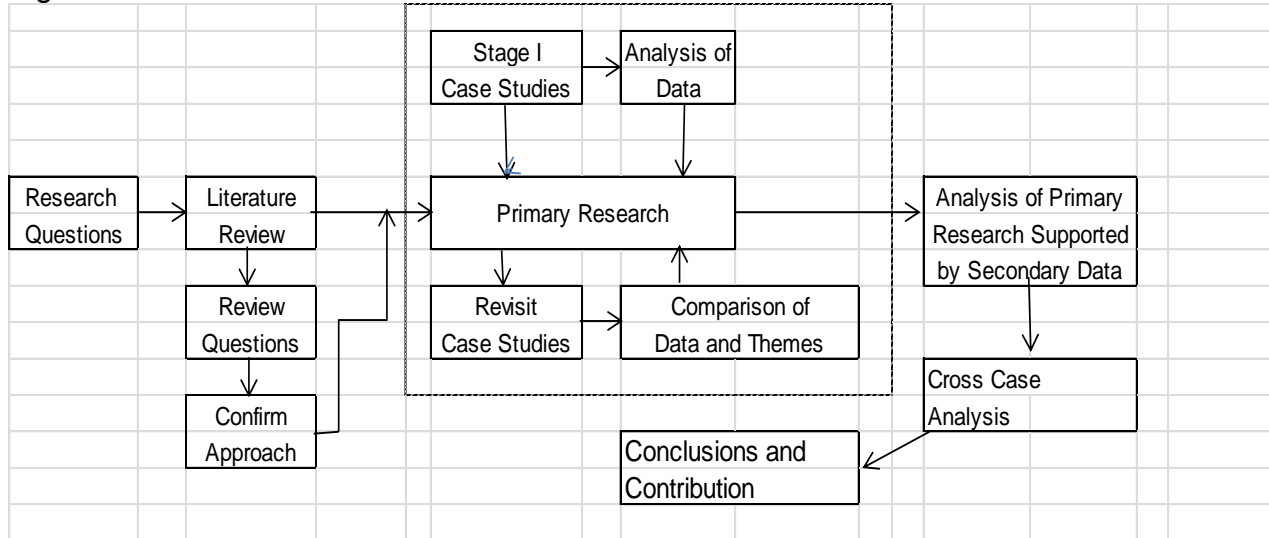 Stage I
Case Studies
Analysis of
Data
Research
Questions
Literature
Review
Primary Research
Analysis of Primary
Research Supported
by Secondary Data
Review
Questions
Revisit
Case Studies
Comparison of
Data and Themes
Confirm
Approach
Cross Case
Analysis
Conclusions and
Contribution